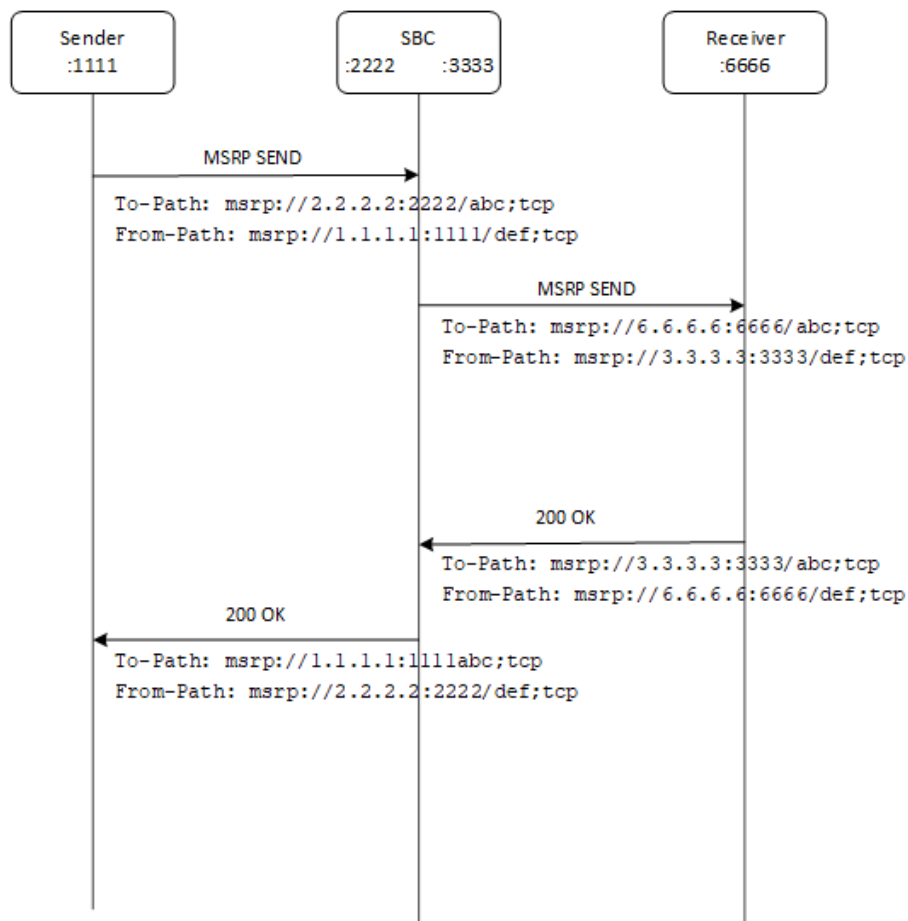 Sender
:1111
SBC
:2222 :3333
Receiver
:6666
MSRP SEND
To-Path: msrp://2.2.2.2:2222/abc;tcp
From-Path: msrp://1.1.1.1:1111/def;tcp
MSRP SEND
To-Path: msrp://6.6.6.6:6666/abc;tcp
From-Path: msrp://3.3.3.3:3333/def;tcp
200 OK
To-Path: msrp://3.3.3.3:3333/abc;tcp
From-Path: msrp://6.6.6.6:6666/def;tcp
200 OK
To-Path: msrp://1.1.1.1:1111abc;tcp
From-Path: msrp://2.2.2.2:2222/def;tcp